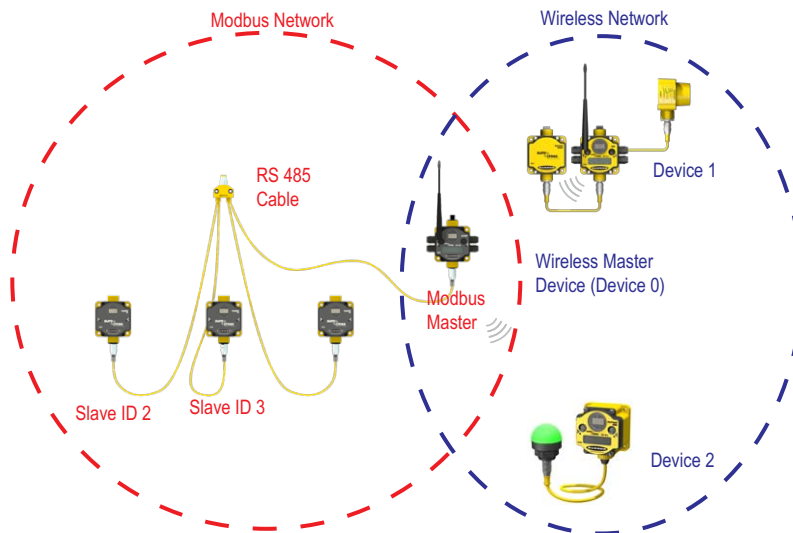 Modbus Network
Wireless Network
RS 485
Cable
Device 1
Wireless Master
Device (Device 0)
Modbus
Master
Slave ID 2
Slave ID 3
Device 2